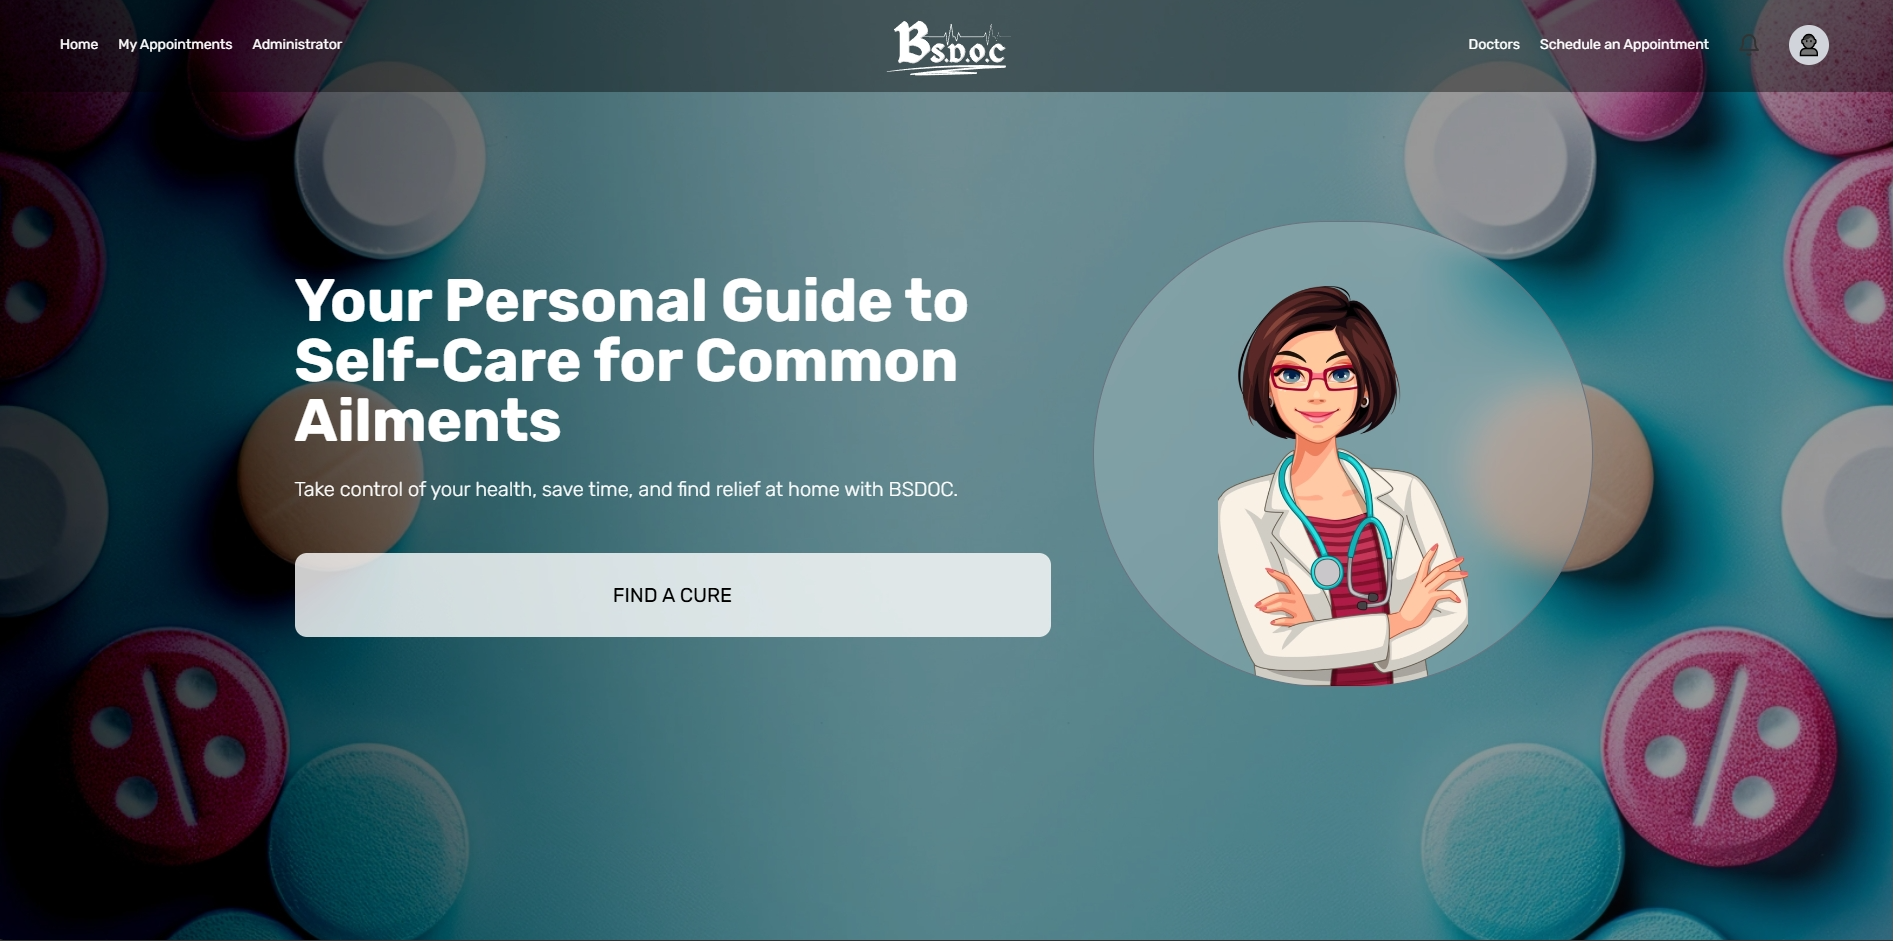 Home My Appointments Administrator
BS.D.O.C
Doctors Schedule an Appointment
Your Personal Guide to
Self-Care for Common
Ailments
Take control of your health, save time, and find relief at home with BSDOC.
FIND A CURE